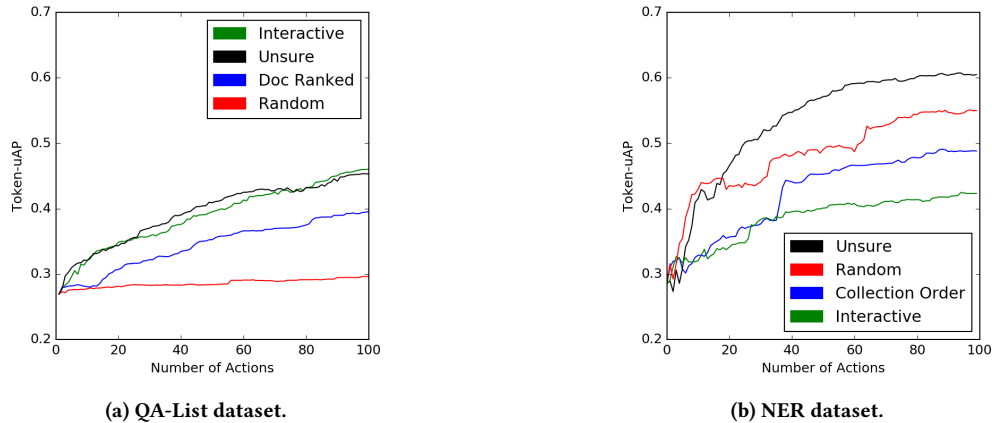 0.7
0.6
0.5
0.4
0.3
0.2
Token-uAP
0 20 40 60 80 100
Number of Actions
Interactive
Unsure
Doc Ranked
Random
(a) QA-List dataset.
0.7
0.6
0.5
0.4
0.3
0.2
Token-uAP
0 20 40 60 80 100
Number of Actions
Unsure
Random
Collection Order
Interactive
(b) NER dataset.